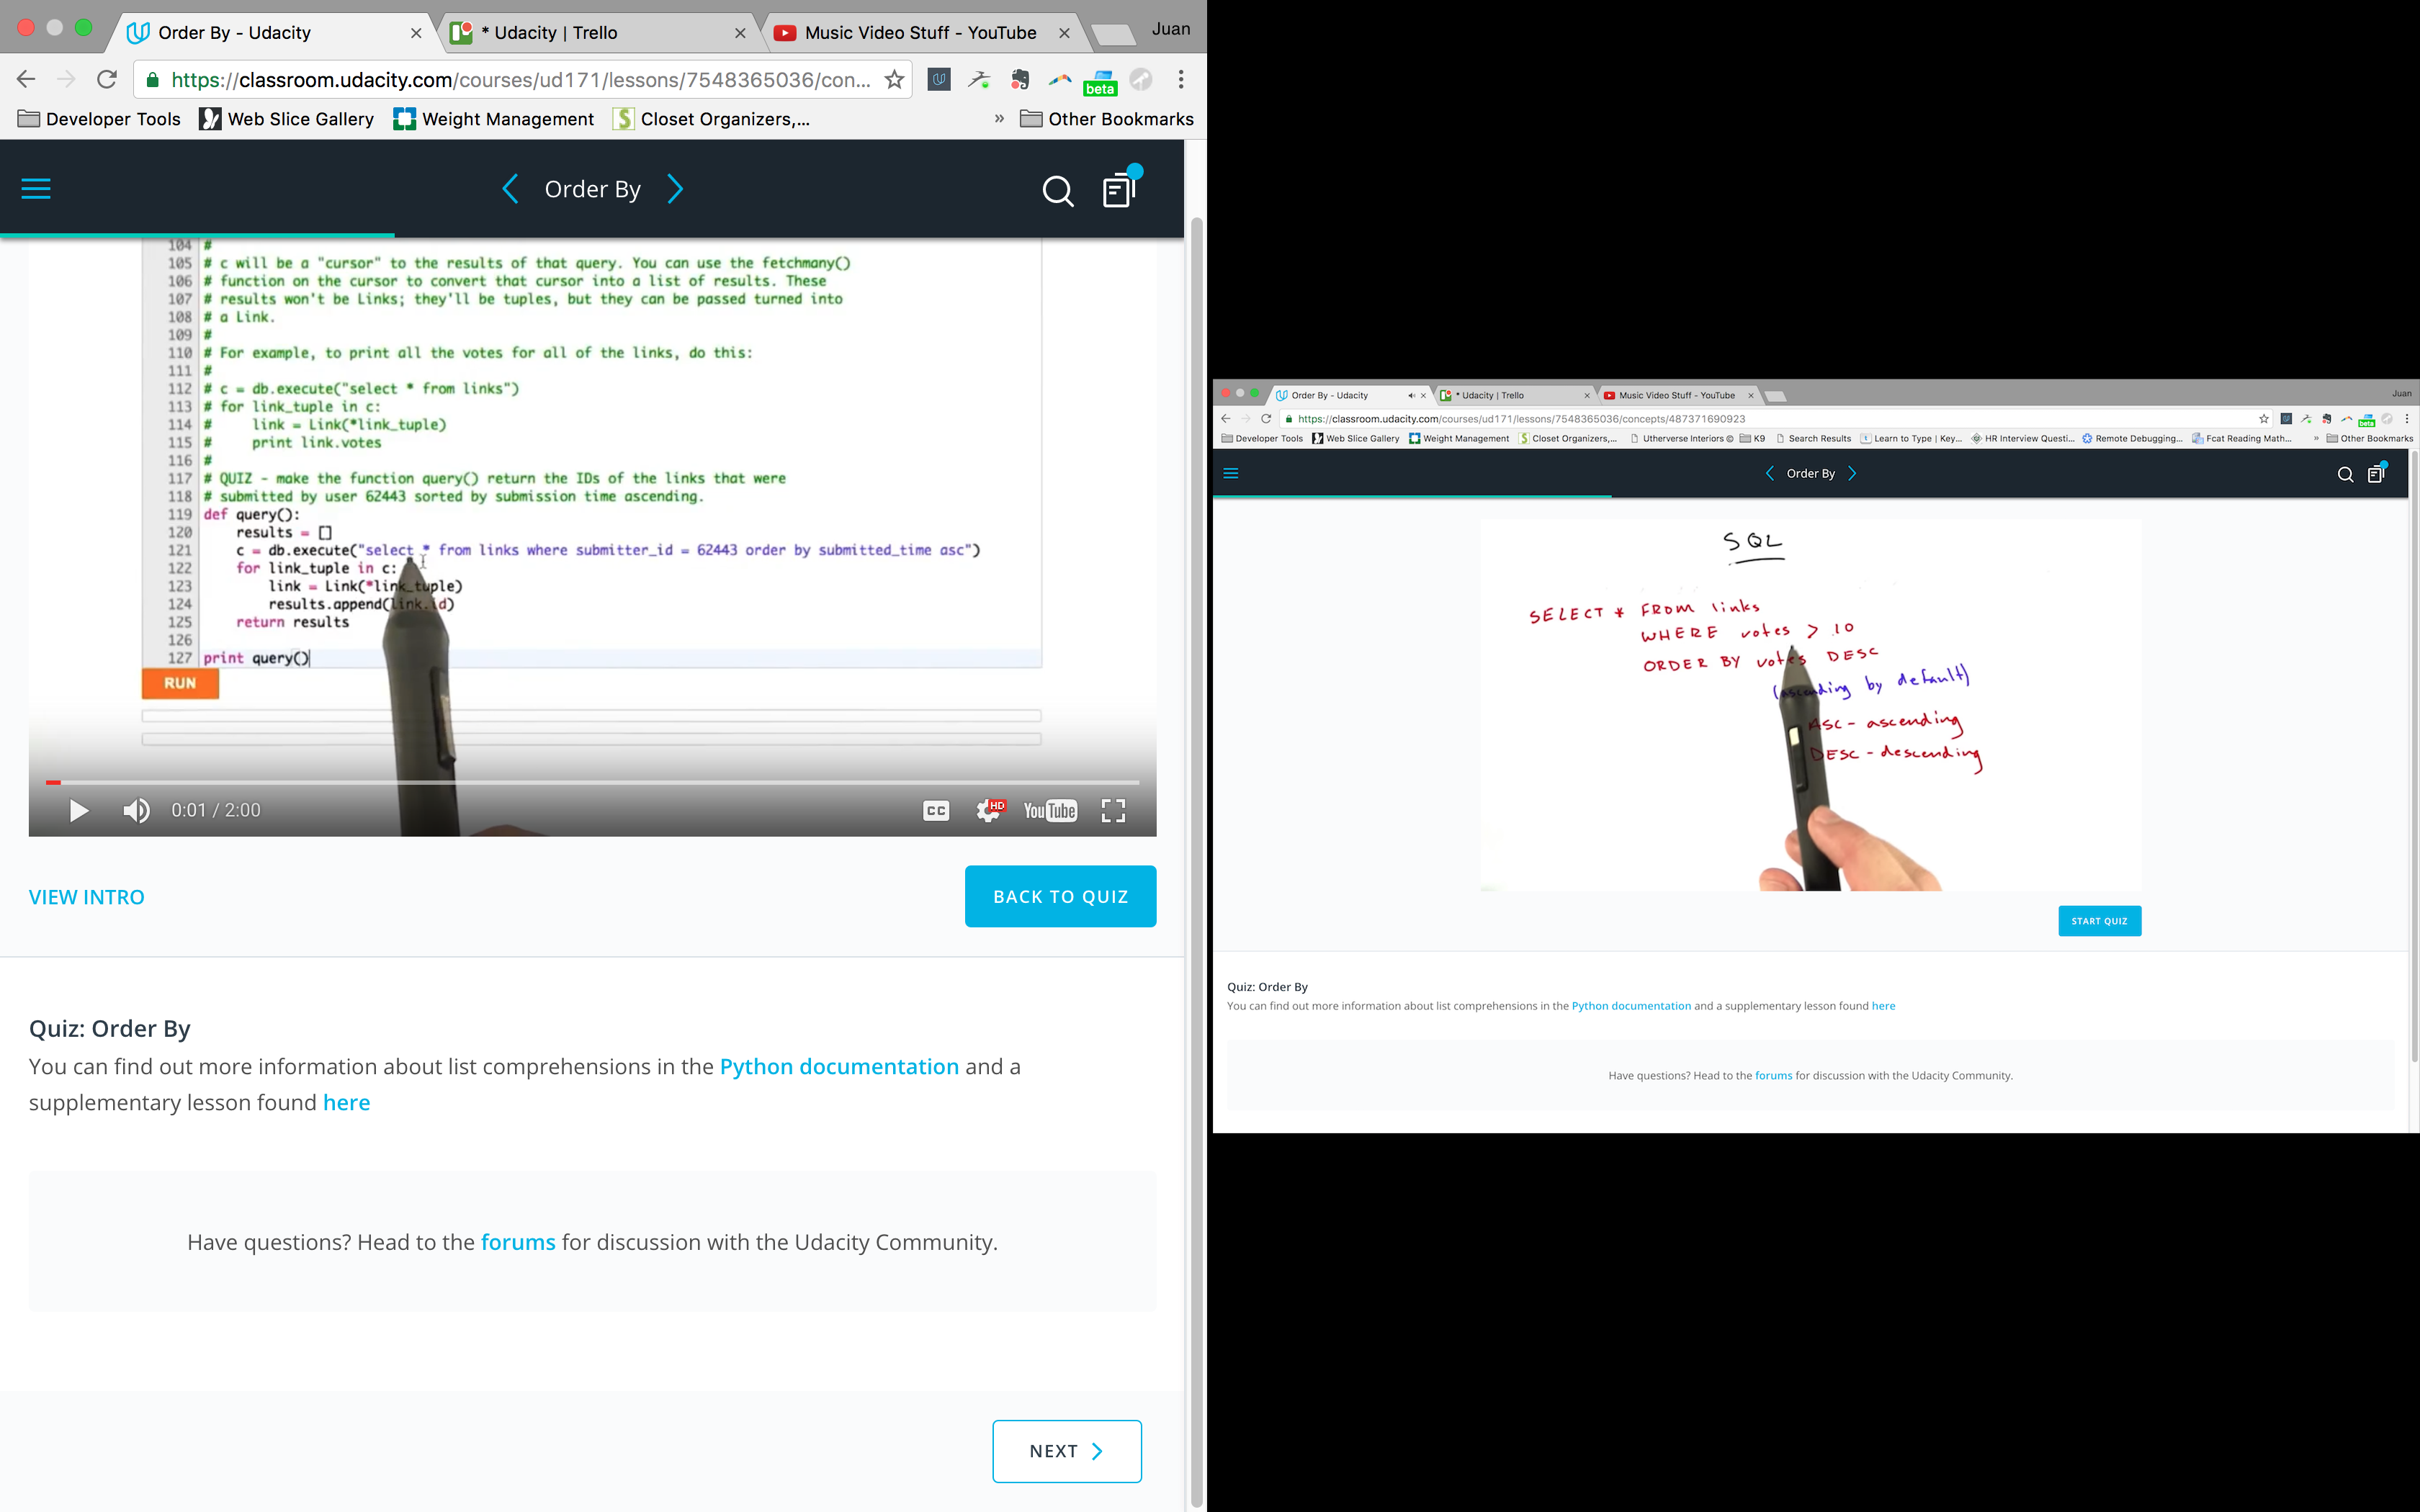 Order By - Udacity
* Udacity | Trello
Music Video Stuff - YouTube
Juan
https://classroom.udacity.com/courses/ud171/lessons/7548365036/con...
beta
Developer Tools
Web Slice Gallery
Weight Management
Closet Organizers,...
»
Other Bookmarks
Order By
104 #
105 # c will be a "cursor" to the results of that query. You can use the fetchmany()
106 # function on the cursor to convert that cursor into a list of results. These
107 # results won't be Links; they'll be tuples, but they can be passed turned into
108 # a Link.
109 #
110 # For example, to print all the votes for all of the links, do this:
111 #
112 # c = db.execute("select * from links")
113 # for link_tuple in c:
114 #     link = Link(*link_tuple)
115 #     print link.votes
116 #
117 # QUIZ - make the function query() return the IDs of the links that were
118 # submitted by user 62443 sorted by submission time ascending.
119 def query():
120     results = []
121     c = db.execute("select * from links where submitter_id = 62443 order by submitted_time asc")
122     for link_tuple in c:
123         link = Link(*link_tuple)
124         results.append(link.id)
125     return results
126
127 print query()
RUN
0:01 / 2:00
CC
HD
YouTube
VIEW INTRO
BACK TO QUIZ
Quiz: Order By
You can find out more information about list comprehensions in the Python documentation and a
supplementary lesson found here
Have questions? Head to the forums for discussion with the Udacity Community.
NEXT
Order By - Udacity
* Udacity | Trello
Music Video Stuff - YouTube
Juan
https://classroom.udacity.com/courses/ud171/lessons/7548365036/concepts/487371690923
beta
Developer Tools
Web Slice Gallery
Weight Management
Closet Organizers,...
Utherverse Interiors ©
K9
Search Results
Learn to Type | Key...
HR Interview Questi...
Remote Debugging...
Fcat Reading Math...
»
Other Bookmarks
Order By
SQL
SELECT * FROM links
WHERE votes > 10
ORDER BY votes DESC
(ascending by default)
ASC - ascending
DESC - descending
START QUIZ
Quiz: Order By
You can find out more information about list comprehensions in the Python documentation and a supplementary lesson found here
Have questions? Head to the forums for discussion with the Udacity Community.